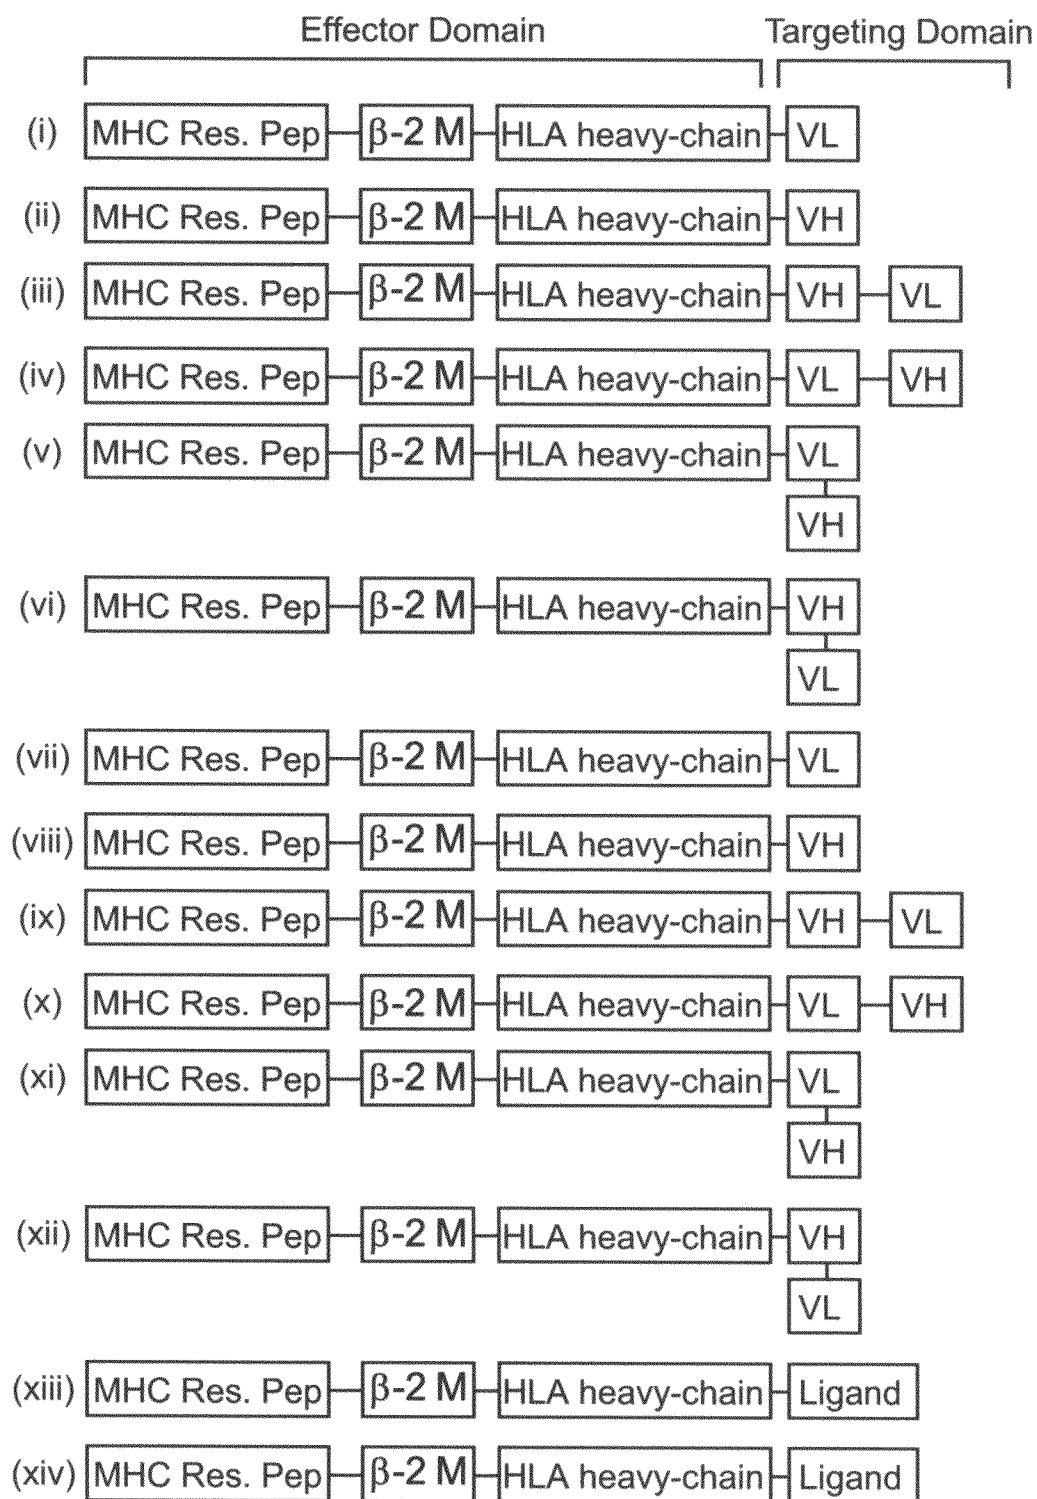 Effector Domain Targeting Domain
(i) MHC Res. Pep β-2 M HLA heavy-chain VL
(ii) MHC Res. Pep β-2 M HLA heavy-chain VH
(iii) MHC Res. Pep β-2 M HLA heavy-chain VH VL
(iv) MHC Res. Pep β-2 M HLA heavy-chain VL VH
(v) MHC Res. Pep β-2 M HLA heavy-chain VL
VH
(vi) MHC Res. Pep β-2 M HLA heavy-chain VH
VL
(vii) MHC Res. Pep β-2 M HLA heavy-chain VL
(viii) MHC Res. Pep β-2 M HLA heavy-chain VH
(ix) MHC Res. Pep β-2 M HLA heavy-chain VH VL
(x) MHC Res. Pep β-2 M HLA heavy-chain VL VH
(xi) MHC Res. Pep β-2 M HLA heavy-chain VL
VH
(xii) MHC Res. Pep β-2 M HLA heavy-chain VH
VL
(xiii) MHC Res. Pep β-2 M HLA heavy-chain Ligand
(xiv) MHC Res. Pep β-2 M HLA heavy-chain Ligand